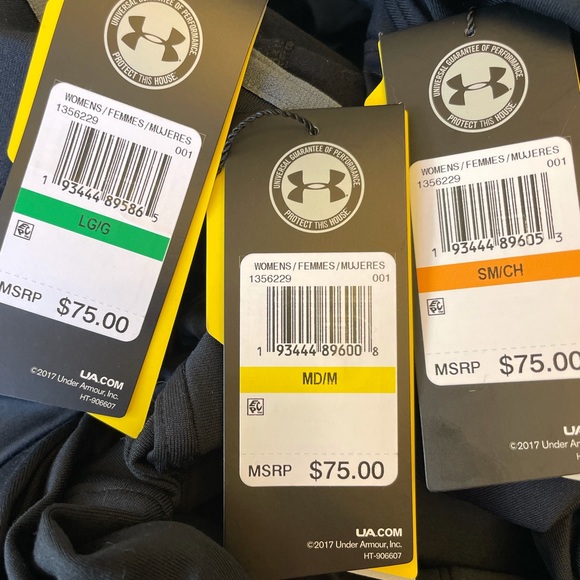 UNIVERSAL GUARANTEE OF PERFORMANCE
PROTECT THIS HOUSE
WOMENS / FEMMES / MUJERES
1356229 001
1 93444 89586 5
LG/G
MSRP $75.00
UA.COM
©2017 Under Armour, Inc.
HT-906607
UNIVERSAL GUARANTEE OF PERFORMANCE
PROTECT THIS HOUSE
WOMENS / FEMMES / MUJERES
1356229 001
1 93444 89600 8
MD/M
MSRP $75.00
UA.COM
©2017 Under Armour, Inc.
HT-906607
UNIVERSAL GUARANTEE OF PERFORMANCE
PROTECT THIS HOUSE
WOMENS / FEMMES / MUJERES
1356229 001
1 93444 89605 3
SM/CH
MSRP $75.00
UA
©2017 Under Ar
H